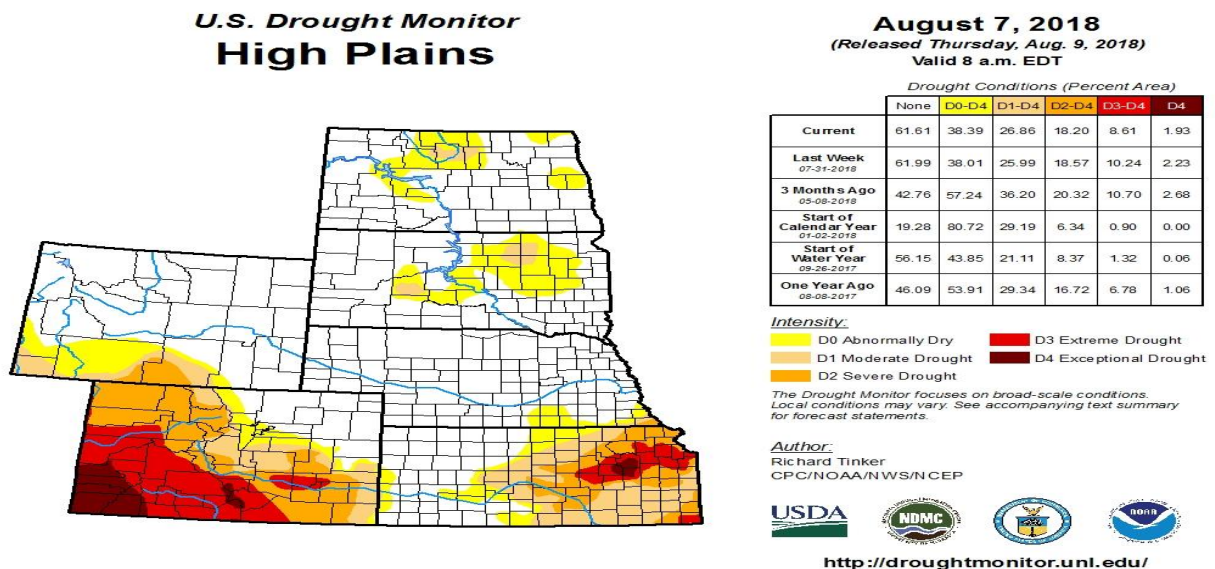 U.S. Drought Monitor
High Plains
August 7, 2018
(Released Thursday, Aug. 9, 2018)
Valid 8 a.m. EDT
Drought Conditions (Percent Area)
None D0-D4 D1-D4 D2-D4 D3-D4 D4
Current 61.61 38.39 26.86 18.20 8.61 1.93
Last Week
07-31-2018 61.99 38.01 25.99 18.57 10.24 2.23
3 Months Ago
05-08-2018 42.76 57.24 36.20 20.32 10.70 2.68
Start of
Calendar Year
01-02-2018 19.28 80.72 29.19 6.34 0.90 0.00
Start of
Water Year
09-26-2017 56.15 43.85 21.11 8.37 1.32 0.06
One Year Ago
08-08-2017 46.09 53.91 29.34 16.72 6.78 1.06
Intensity:
D0 Abnormally Dry
D1 Moderate Drought
D2 Severe Drought
D3 Extreme Drought
D4 Exceptional Drought
The Drought Monitor focuses on broad-scale conditions.
Local conditions may vary. See accompanying text summary
for forecast statements.
Author:
Richard Tinker
CPC/NOAA/NWS/NCEP
USDA
NDMC
NOAA
http://droughtmonitor.unl.edu/